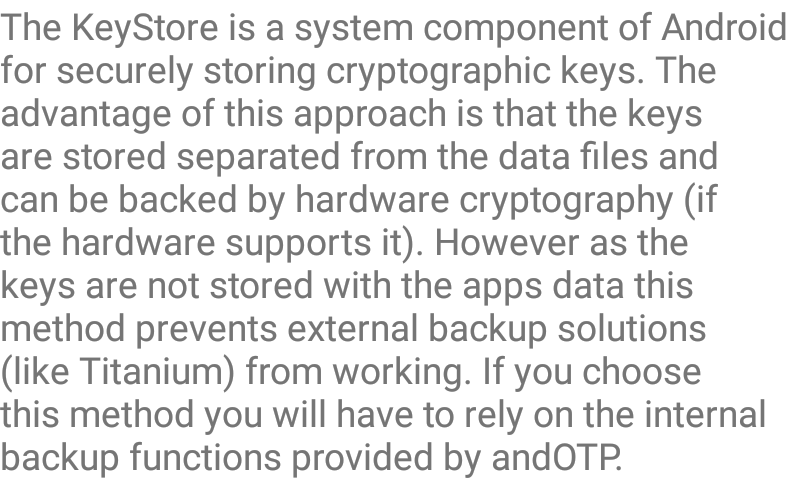 The KeyStore is a system component of Android
for securely storing cryptographic keys. The
advantage of this approach is that the keys
are stored separated from the data files and
can be backed by hardware cryptography (if
the hardware supports it). However as the
keys are not stored with the apps data this
method prevents external backup solutions
(like Titanium) from working. If you choose
this method you will have to rely on the internal
backup functions provided by andOTP.